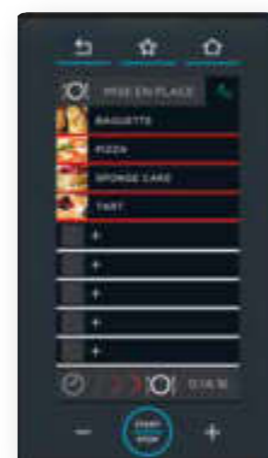 MISE EN PLACE
BAGUETTE
PIZZA
SPONGE CAKE
TART
+
+
+
+
+
- START +
STOP